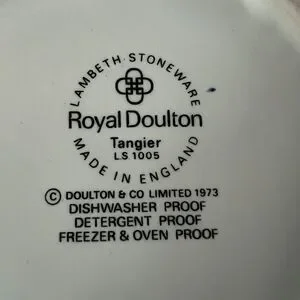 LAMBETH·STONEWARE
Royal Doulton
Tangier
LS 1005
MADE IN ENGLAND
© DOULTON & CO LIMITED 1973
DISHWASHER PROOF
DETERGENT PROOF
FREEZER & OVEN PROOF